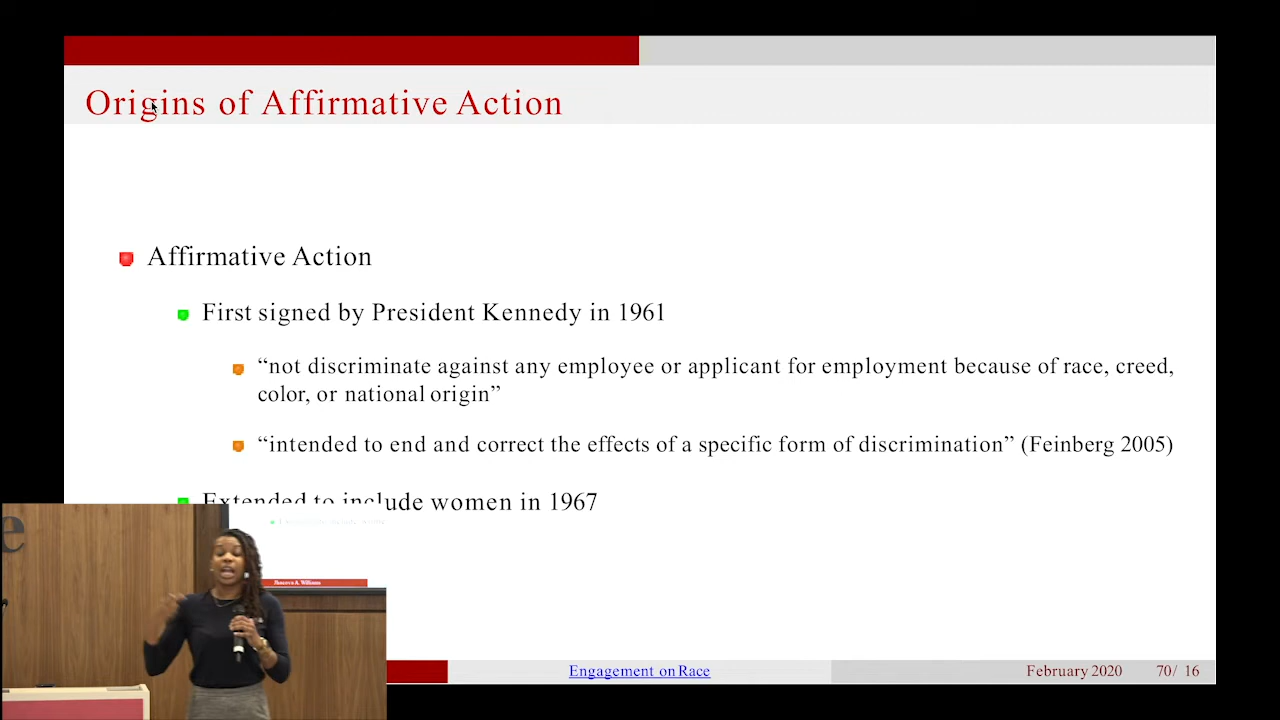 Origins of Affirmative Action
Affirmative Action
First signed by President Kennedy in 1961
“not discriminate against any employee or applicant for employment because of race, creed,
color, or national origin”
“intended to end and correct the effects of a specific form of discrimination” (Feinberg 2005)
Extended to include women in 1967
e
Engagement on Race
February 2020 70/ 16